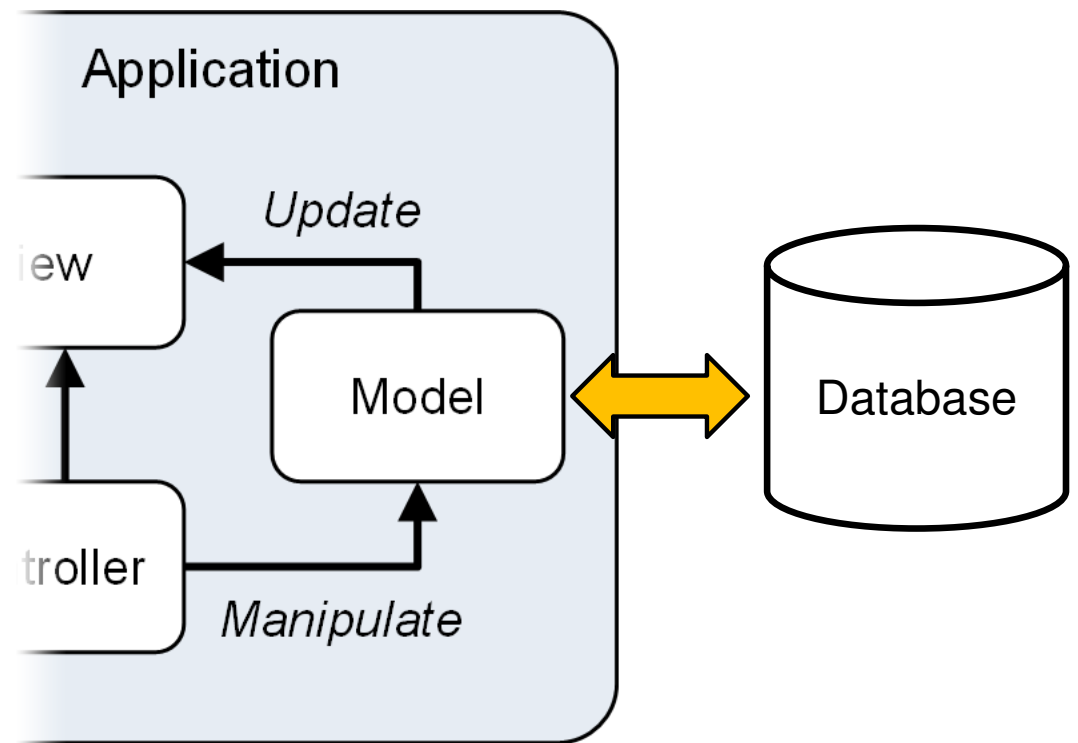 Application
Update
iew
Model
Database
troller
Manipulate